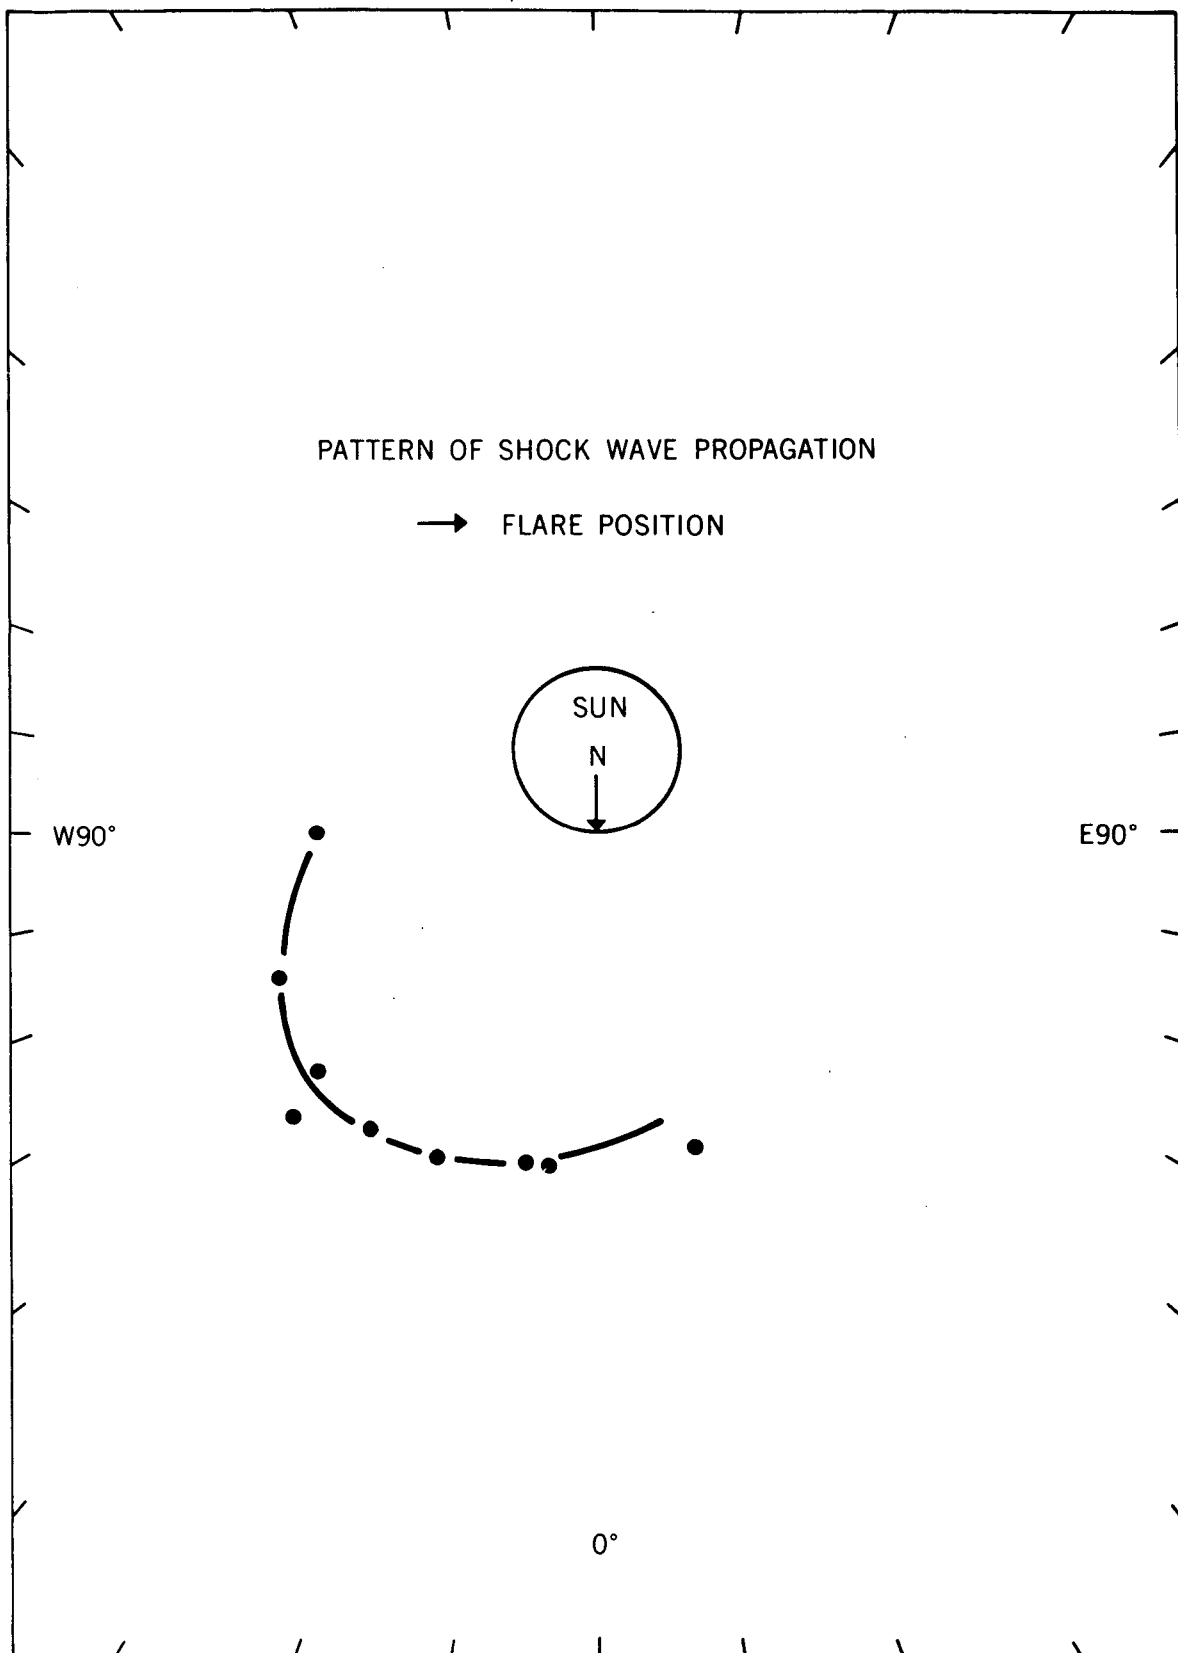 PATTERN OF SHOCK WAVE PROPAGATION
→ FLARE POSITION
SUN
N
W90°
E90°
0°